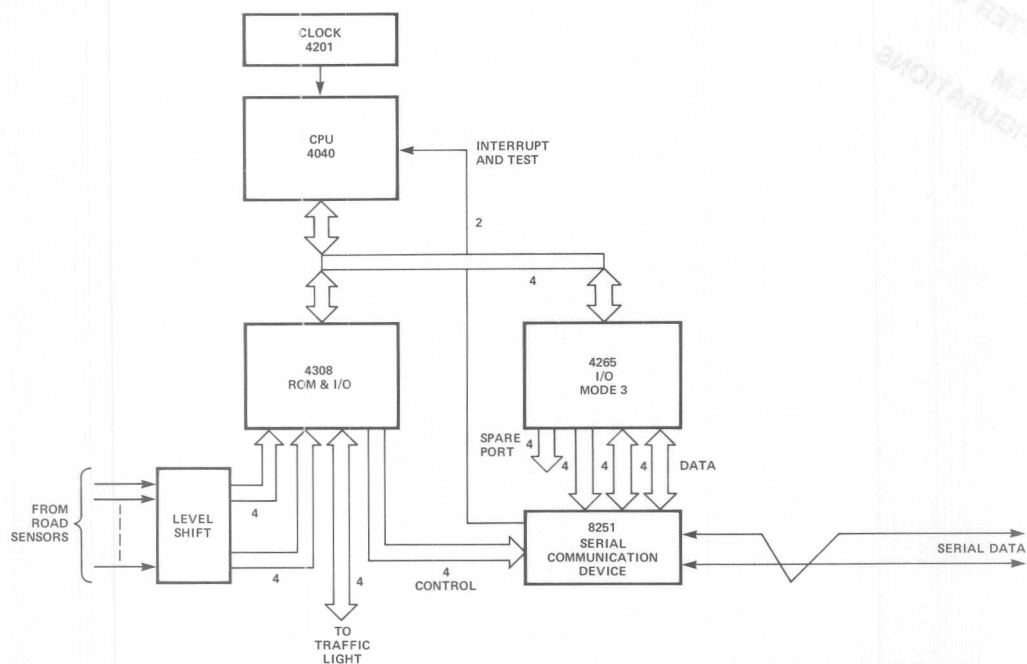 CLOCK
4201
CPU
4040
INTERRUPT
AND TEST
2
4
4308
ROM & I/O
4265
I/O
MODE 3
SPARE
PORT
4
4
4
4
DATA
FROM
ROAD
SENSORS
LEVEL
SHIFT
4
4
4
TO
TRAFFIC
LIGHT
4
CONTROL
8251
SERIAL
COMMUNICATION
DEVICE
SERIAL DATA